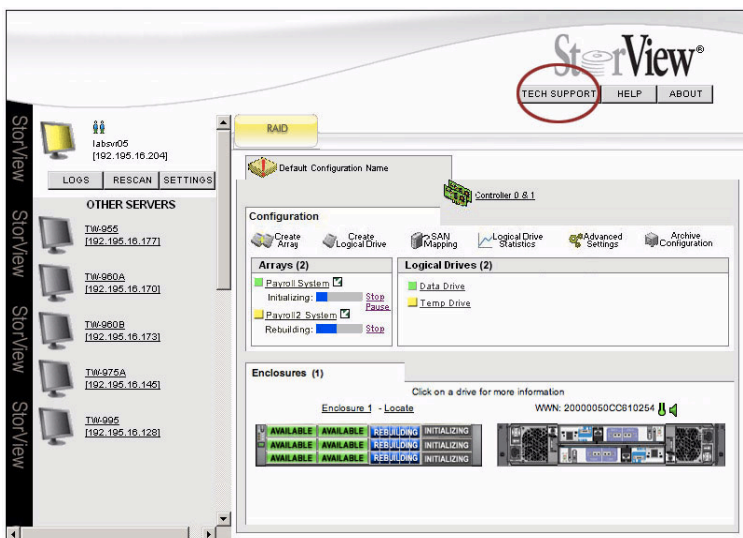 StorView®
TECH SUPPORT HELP ABOUT
StorView
StorView
StorView
StorView
labsvr05
[192.195.16.204]
LOGS RESCAN SETTINGS
OTHER SERVERS
TW-955
[192.195.16.177]
TW-960A
[192.195.16.170]
TW-960B
[192.195.16.173]
TW-975A
[192.195.16.145]
TW-995
[192.195.16.128]
RAID
Default Configuration Name
Controller 0 & 1
Configuration
Create Array
Create Logical Drive
SAN Mapping
Logical Drive Statistics
Advanced Settings
Archive Configuration
Arrays (2)
Payroll System
Initializing: Stop
Pause
Payroll2 System
Rebuilding: Stop
Logical Drives (2)
Data Drive
Temp Drive
Enclosures (1)
Click on a drive for more information
Enclosure 1 - Locate
WWN: 20000050CC610254
AVAILABLE AVAILABLE REBUILDING INITIALIZING
AVAILABLE AVAILABLE REBUILDING INITIALIZING
AVAILABLE AVAILABLE REBUILDING INITIALIZING